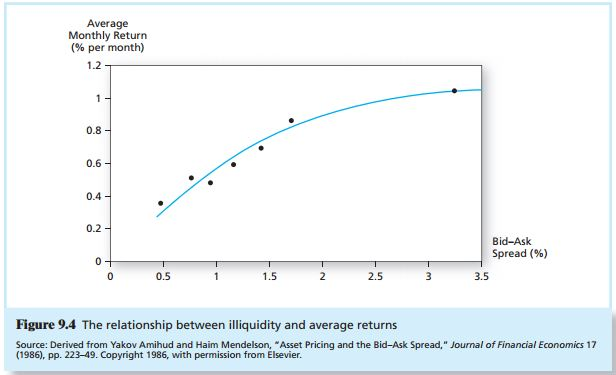 Average
Monthly Return
(% per month)
1.2
1
0.8
0.6
0.4
0.2
0
0 0.5 1 1.5 2 2.5 3 3.5
Bid–Ask
Spread (%)
Figure 9.4 The relationship between illiquidity and average returns
Source: Derived from Yakov Amihud and Haim Mendelson, “Asset Pricing and the Bid–Ask Spread,” Journal of Financial Economics 17
(1986), pp. 223–49. Copyright 1986, with permission from Elsevier.